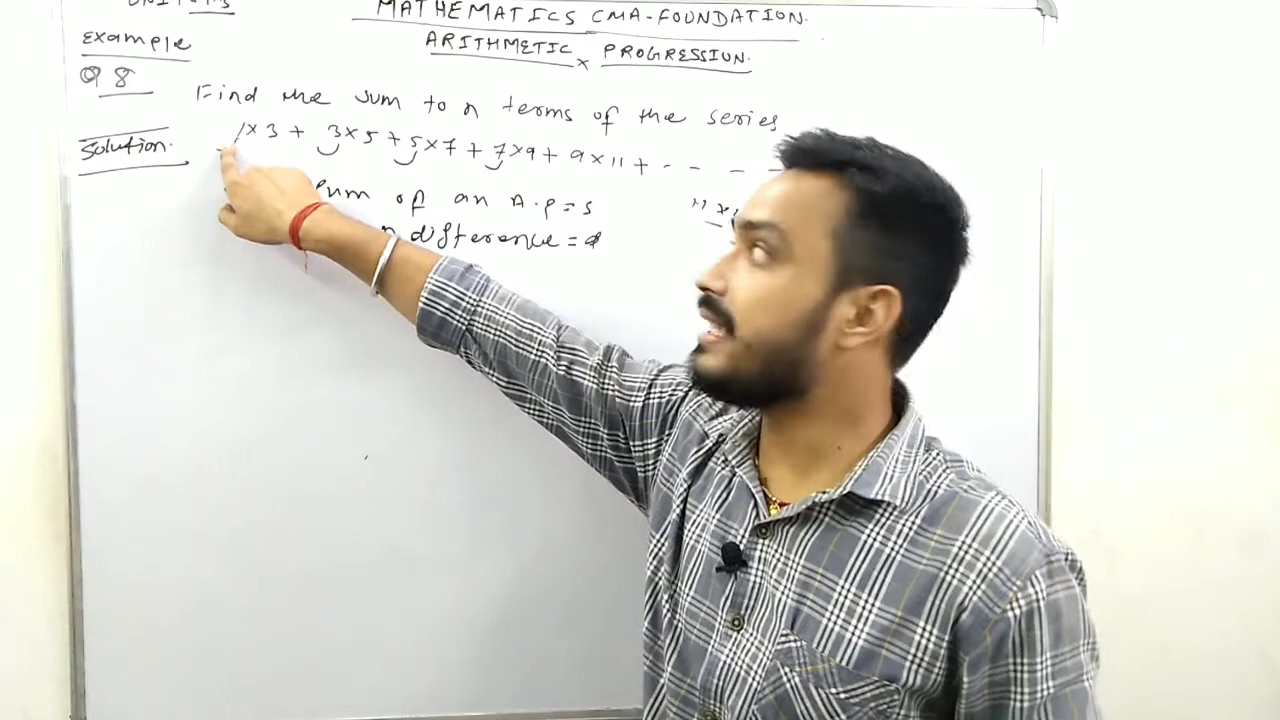 MATHEMATICS CMA-FOUNDATION.
ARITHMETIC × PROGRESSION.
Example
Q 8
Find the sum to n terms of the series
1×3 + 3×5 + 5×7 + 7×9 + 9×11 + - - - -
Solution.
Sum of an A.P = S
n difference = d